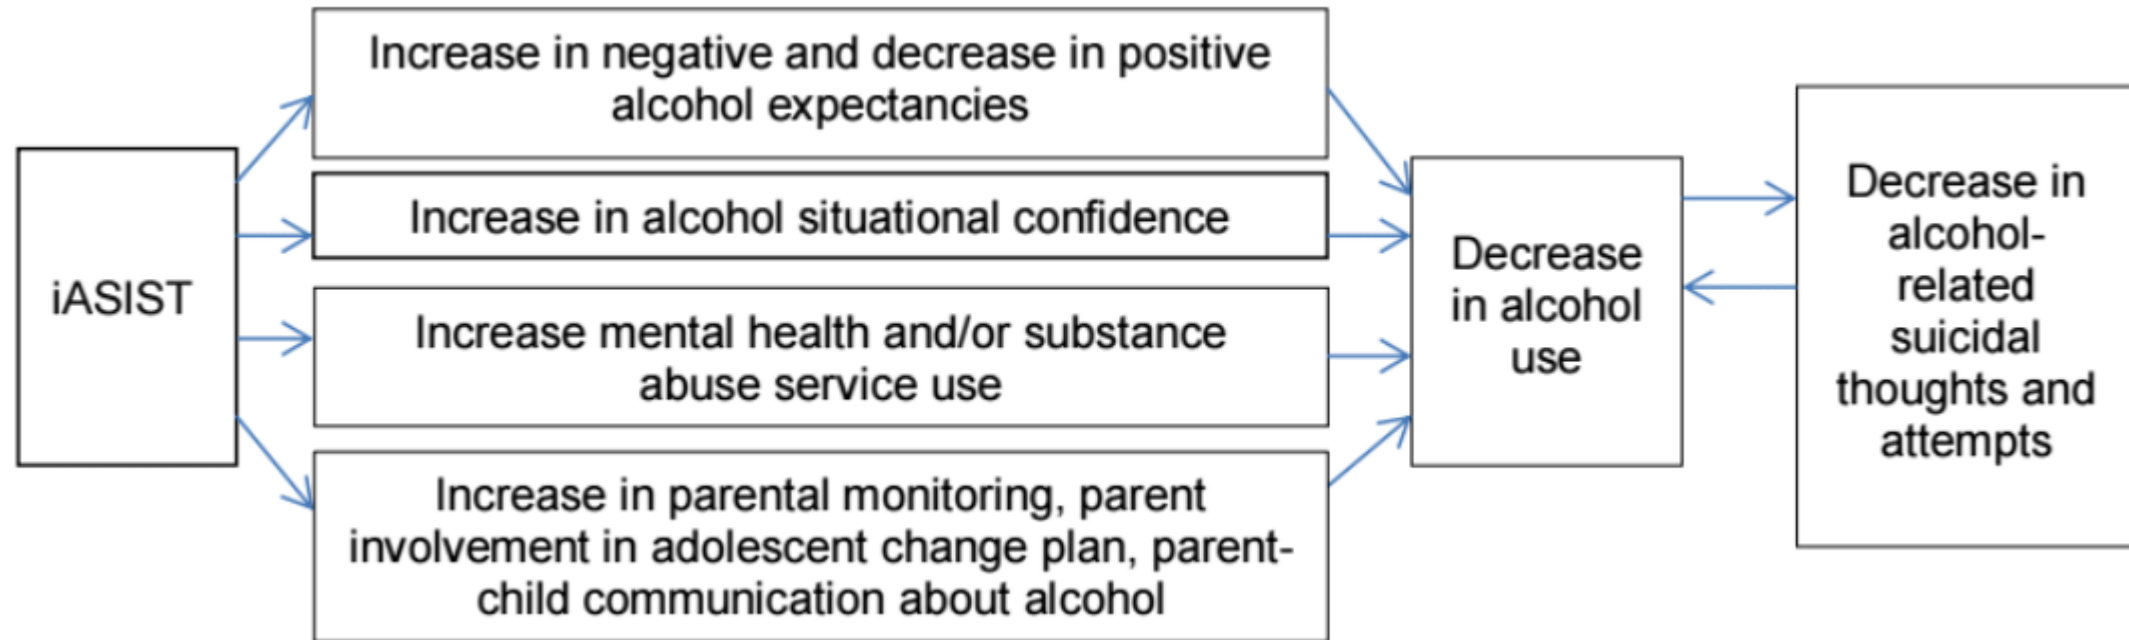 iASIST
Increase in negative and decrease in positive
alcohol expectancies
Increase in alcohol situational confidence
Increase mental health and/or substance
abuse service use
Increase in parental monitoring, parent
involvement in adolescent change plan, parent-
child communication about alcohol
Decrease
in alcohol
use
Decrease in
alcohol-
related
suicidal
thoughts and
attempts